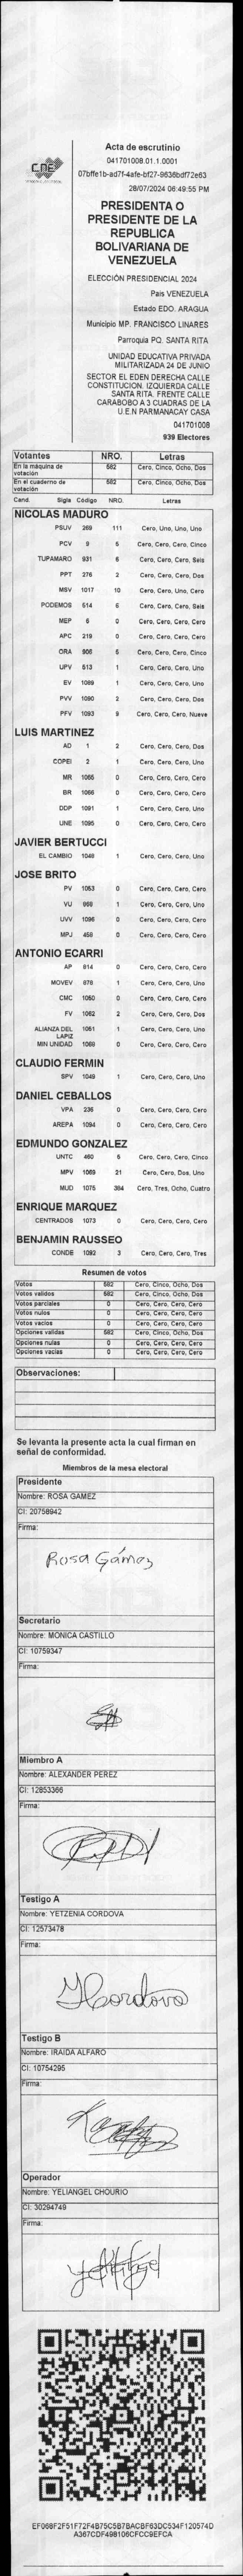 CNE
Acta de escrutinio
041701008.01.1.0001
07bffe1b-ad7f-4afe-bf27-9636bdf72e63
28/07/2024 06:49:55 PM
PRESIDENTA O
PRESIDENTE DE LA
REPUBLICA
BOLIVARIANA DE
VENEZUELA
ELECCIÓN PRESIDENCIAL 2024
País VENEZUELA
Estado EDO. ARAGUA
Municipio MP. FRANCISCO LINARES
Parroquia PQ. SANTA RITA
UNIDAD EDUCATIVA PRIVADA
MILITARIZADA 24 DE JUNIO
SECTOR EL EDEN DERECHA CALLE
CONSTITUCION. IZQUIERDA CALLE
SANTA RITA. FRENTE CALLE
CARABOBO A 3 CUADRAS DE LA
U.E.N PARMANACAY CASA
041701008
939 Electores
Votantes NRO. Letras
En la máquina de votación 582 Cero, Cinco, Ocho, Dos
En el cuaderno de votación 582 Cero, Cinco, Ocho, Dos
Cand. Sigla Código NRO. Letras
NICOLAS MADURO
PSUV 269 111 Cero, Uno, Uno, Uno
PCV 9 5 Cero, Cero, Cero, Cinco
TUPAMARO 931 6 Cero, Cero, Cero, Seis
PPT 276 2 Cero, Cero, Cero, Dos
MSV 1017 10 Cero, Cero, Uno, Cero
PODEMOS 514 6 Cero, Cero, Cero, Seis
MEP 5 0 Cero, Cero, Cero, Cero
APC 219 0 Cero, Cero, Cero, Cero
ORA 906 5 Cero, Cero, Cero, Cinco
UPV 513 1 Cero, Cero, Cero, Uno
EV 1089 1 Cero, Cero, Cero, Uno
PVV 1090 2 Cero, Cero, Cero, Dos
PFV 1093 9 Cero, Cero, Cero, Nueve
LUIS MARTINEZ
AD 1 2 Cero, Cero, Cero, Dos
COPEI 2 1 Cero, Cero, Cero, Uno
MR 1065 0 Cero, Cero, Cero, Cero
BR 1066 0 Cero, Cero, Cero, Cero
DDP 1091 1 Cero, Cero, Cero, Uno
UNE 1095 0 Cero, Cero, Cero, Cero
JAVIER BERTUCCI
EL CAMBIO 1048 1 Cero, Cero, Cero, Uno
JOSE BRITO
PV 1053 0 Cero, Cero, Cero, Cero
VU 868 1 Cero, Cero, Cero, Uno
UVV 1096 0 Cero, Cero, Cero, Cero
MPJ 458 0 Cero, Cero, Cero, Cero
ANTONIO ECARRI
AP 814 0 Cero, Cero, Cero, Cero
MOVEV 878 1 Cero, Cero, Cero, Uno
CMC 1050 0 Cero, Cero, Cero, Cero
FV 1062 2 Cero, Cero, Cero, Dos
ALIANZA DEL LAPIZ 1051 1 Cero, Cero, Cero, Uno
MIN UNIDAD 1068 0 Cero, Cero, Cero, Cero
CLAUDIO FERMIN
SPV 1049 1 Cero, Cero, Cero, Uno
DANIEL CEBALLOS
VPA 236 0 Cero, Cero, Cero, Cero
AREPA 1094 0 Cero, Cero, Cero, Cero
EDMUNDO GONZALEZ
UNTC 460 5 Cero, Cero, Cero, Cinco
MPV 1069 21 Cero, Cero, Dos, Uno
MUD 1075 384 Cero, Tres, Ocho, Cuatro
ENRIQUE MARQUEZ
CENTRADOS 1073 0 Cero, Cero, Cero, Cero
BENJAMIN RAUSSEO
CONDE 1092 3 Cero, Cero, Cero, Tres
Resumen de votos
Votos 582 Cero, Cinco, Ocho, Dos
Votos validos 582 Cero, Cinco, Ocho, Dos
Votos parciales 0 Cero, Cero, Cero, Cero
Votos nulos 0 Cero, Cero, Cero, Cero
Votos vacíos 0 Cero, Cero, Cero, Cero
Opciones validas 582 Cero, Cinco, Ocho, Dos
Opciones nulas 0 Cero, Cero, Cero, Cero
Opciones vacias 0 Cero, Cero, Cero, Cero
Observaciones:
Se levanta la presente acta la cual firman en
señal de conformidad.
Miembros de la mesa electoral
Presidente
Nombre: ROSA GAMEZ
CI: 20758942
Firma:
Rosa Gámez
Secretario
Nombre: MONICA CASTILLO
CI: 10759347
Firma:
Miembro A
Nombre: ALEXANDER PEREZ
CI: 12853366
Firma:
Testigo A
Nombre: YETZENIA CORDOVA
CI: 12573478
Firma:
YCordova
Testigo B
Nombre: IRAIDA ALFARO
CI: 10754295
Firma:
Operador
Nombre: YELIANGEL CHOURIO
CI: 30294749
Firma:
EF068F2F51F72F4B75C5B7BACBF63DC534F120574D
A367CDF498106CFCC9EFCA